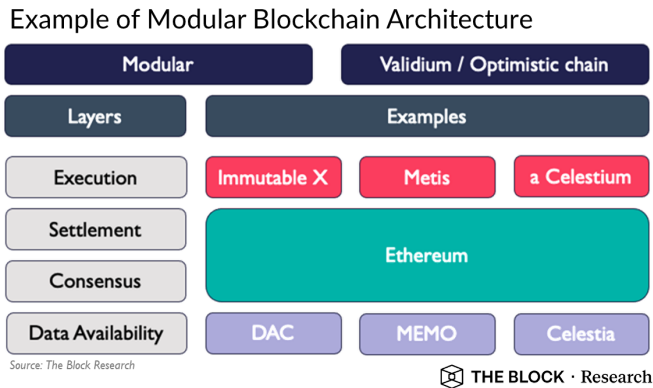 Example of Modular Blockchain Architecture
Modular
Validium / Optimistic chain
Layers
Examples
Execution
Immutable X
Metis
a Celestium
Settlement
Ethereum
Consensus
Data Availability
DAC
MEMO
Celestia
Source: The Block Research
THE BLOCK · Research